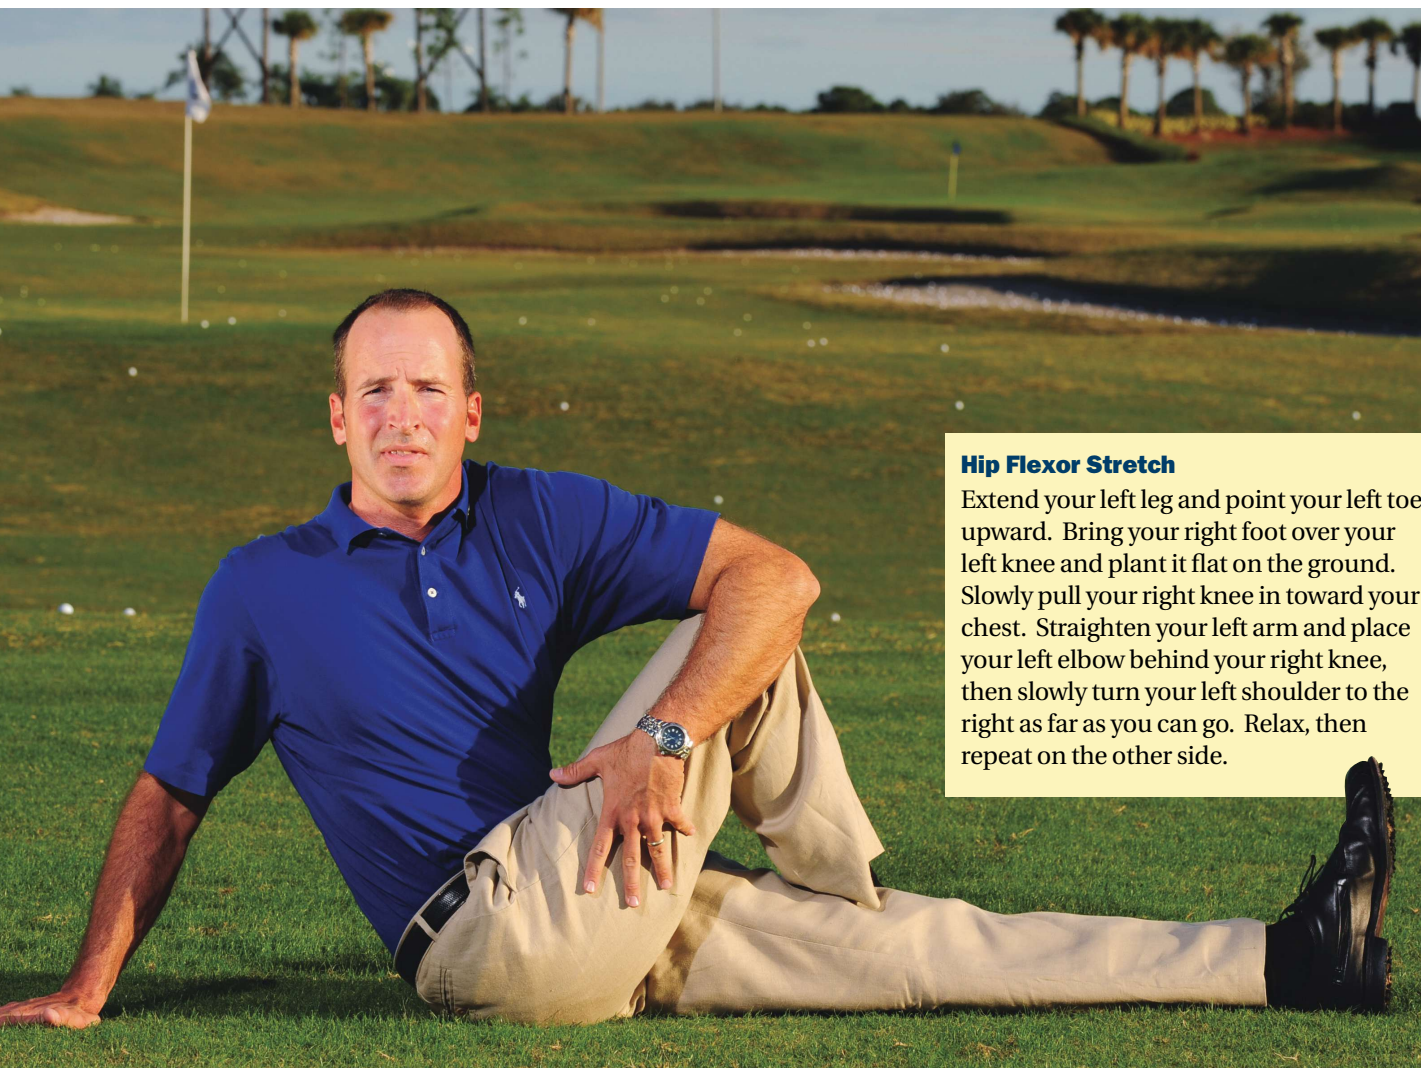 Hip Flexor Stretch
Extend your left leg and point your left toe
upward.  Bring your right foot over your
left knee and plant it flat on the ground.
Slowly pull your right knee in toward your
chest.  Straighten your left arm and place
your left elbow behind your right knee,
then slowly turn your left shoulder to the
right as far as you can go.  Relax, then
repeat on the other side.